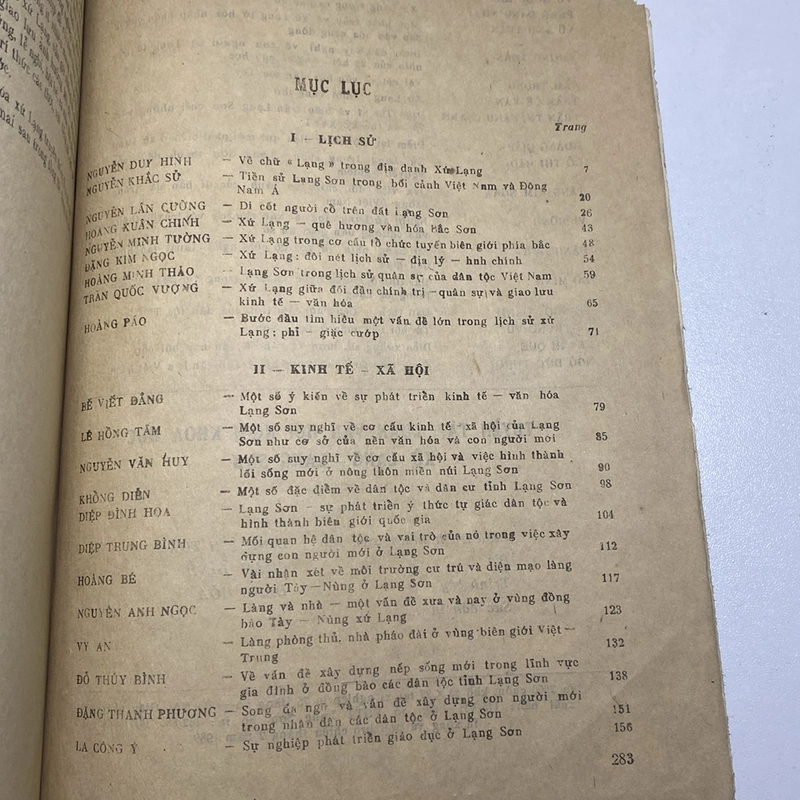 MỤC LỤC
Trang
I – LỊCH SỬ
NGUYỄN DUY HINH — Về chữ « Lạng » trong địa danh Xứ Lạng 7
NGUYỄN KHẮC SỬ — Tiền sử Lạng Sơn trong bối cảnh Việt Nam và Đông
Nam Á 20
NGUYỄN LÂN CƯỜNG — Di cốt người cổ trên đất Lạng Sơn 26
HOÀNG XUÂN CHINH — Xứ Lạng — quê hương văn hóa Bắc Sơn 43
NGUYỄN MINH TƯỜNG — Xứ Lạng trong cơ cấu tổ chức tuyến biên giới phía bắc 48
ĐẶNG KIM NGỌC — Xứ Lạng: đôi nét lịch sử — địa lý — hnh chính 54
HOÀNG MINH THẢO — Lạng Sơn trong lịch sử quân sự của dân tộc Việt Nam 59
TRẦN QUỐC VƯỢNG — Xứ Lạng giữa đối đầu chính trị – quân sự và giao lưu
kinh tế — văn hóa 65
HOÀNG PÁO — Bước đầu tìm hiểu một vấn đề lớn trong lịch sử xứ
Lạng: phỉ – giặc cướp 71
II — KINH TẾ – XÃ HỘI
BẾ VIẾT ĐẲNG — Một số ý kiến về sự phát triển kinh tế — văn hóa
Lạng Sơn 79
LÊ HỒNG TÂM — Một số suy nghĩ về cơ cấu kinh tế - xã hội của Lạng
Sơn như cơ sở của nền văn hóa và con người mới 85
NGUYỄN VĂN HUY — Một số suy nghĩ về cơ cấu xã hội và việc hình thành
lối sống mới ở nông thôn miền núi Lạng Sơn 90
KHỔNG DIỄN — Một số đặc điểm về dân tộc và dân cư tỉnh Lạng Sơn 98
DIỆP ĐÌNH HOA — Lạng Sơn – sự phát triển ý thức tự giác dân tộc và
hình thành biên giới quốc gia 104
DIỆP TRUNG BÌNH — Mối quan hệ dân tộc và vai trò của nó trong việc xây
dựng con người mới ở Lạng Sơn 112
HOÀNG BÉ — Vài nhận xét về môi trường cư trú và diện mạo làng
người Tày—Nùng ở Lạng Sơn 117
NGUYỄN ANH NGỌC — Làng và nhà — một vấn đề xưa và nay ở vùng đồng
bào Tày — Nùng xứ Lạng 123
VY AN — Làng phòng thủ, nhà pháo đài ở vùng biên giới Việt—
Trung 132
ĐỖ THÚY BÌNH — Về vấn đề xây dựng nếp sống mới trong lĩnh vực
gia đình ở đồng bào các dân tộc tỉnh Lạng Sơn 138
ĐẶNG THANH PHƯƠNG — Song ngữ và vấn đề xây dựng con người mới
trong nhân dân các dân tộc ở Lạng Sơn 151
LA CÔNG Ý — Sự nghiệp phát triển giáo dục ở Lạng Sơn 156
283